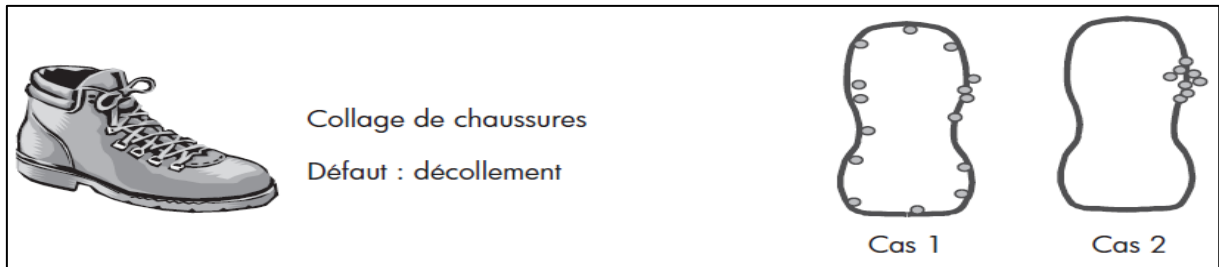 Collage de chaussures
Défaut : décollement
Cas 1
Cas 2